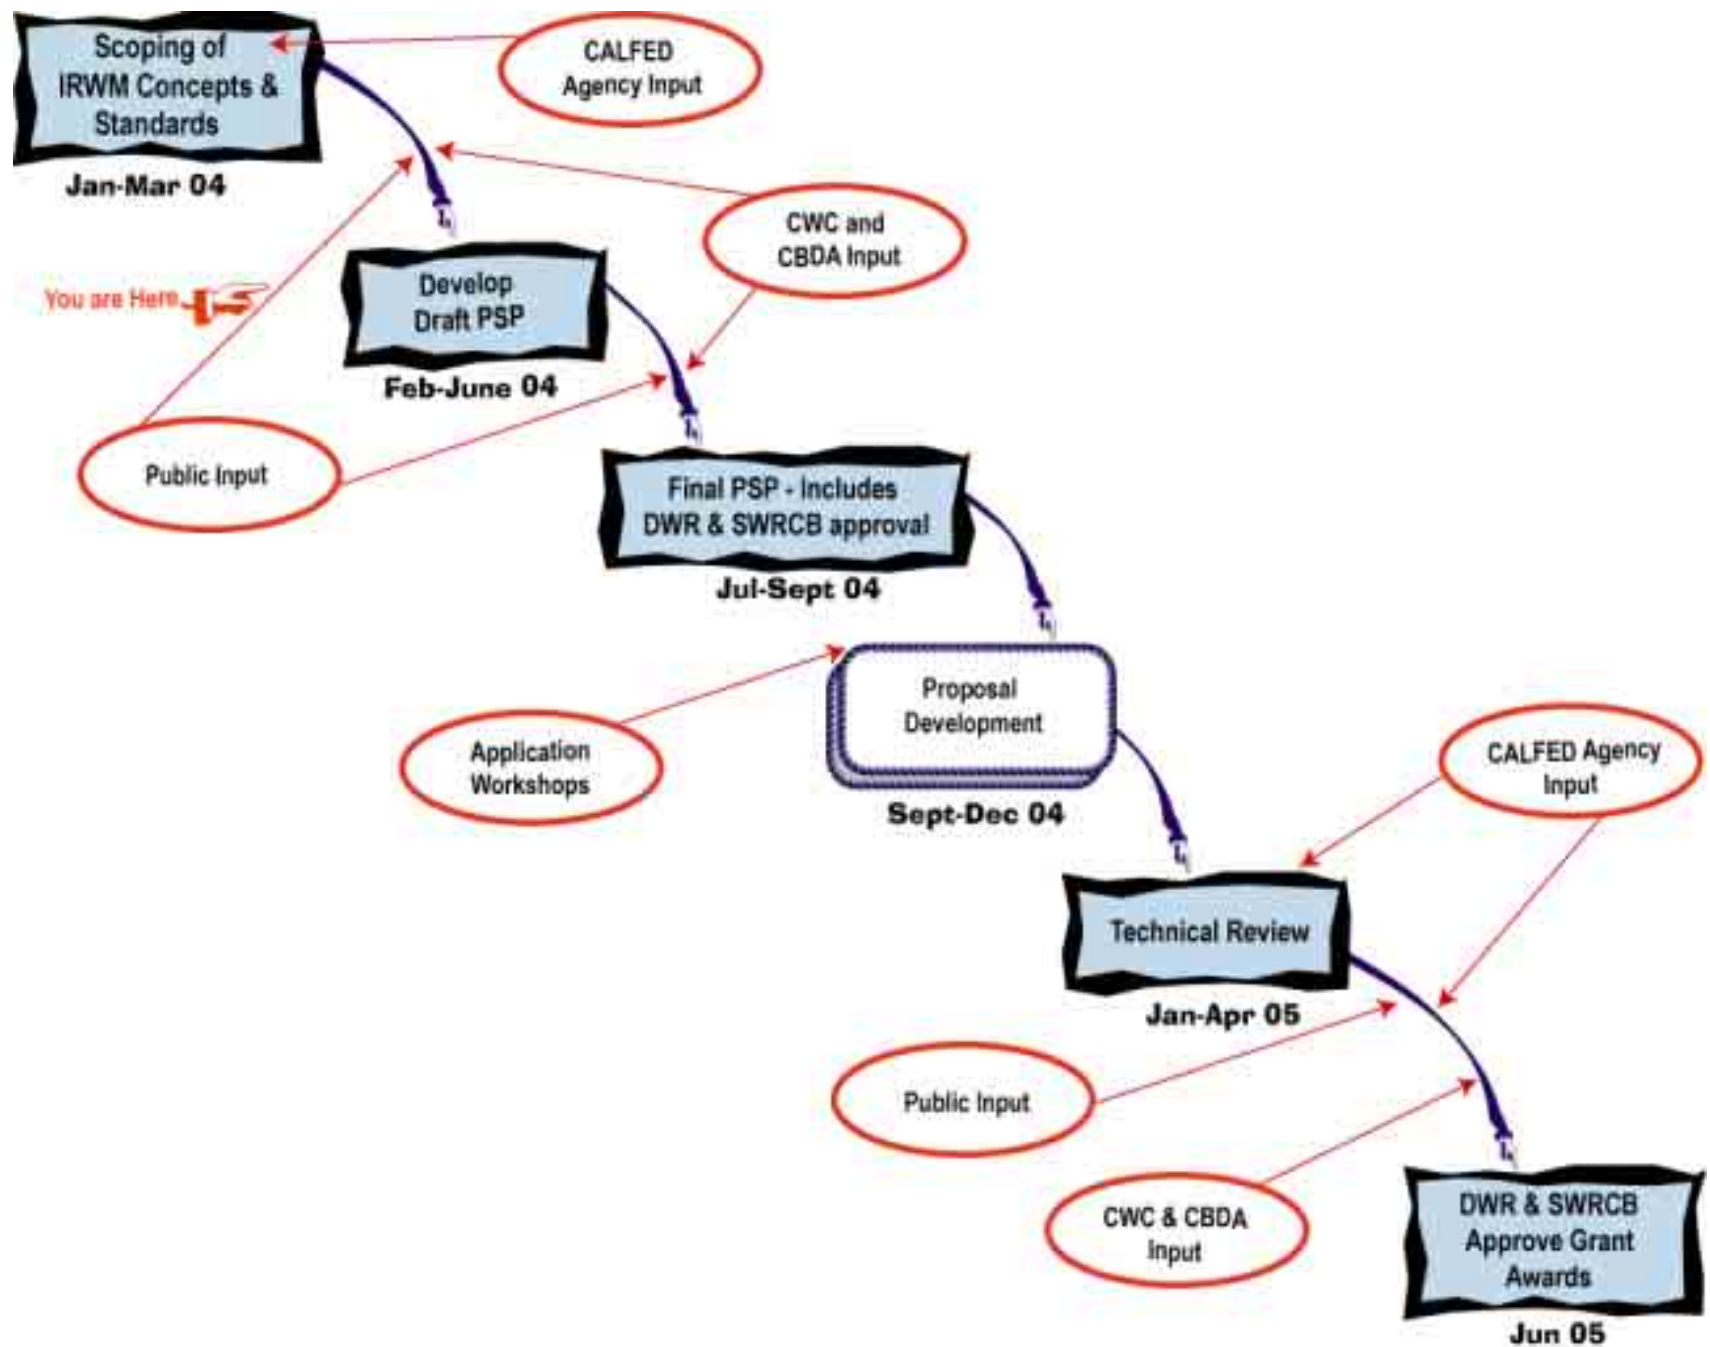 Scoping of
IRWM Concepts &
Standards
Jan-Mar 04
CALFED
Agency Input
CWC and
CBDA Input
You are Here
Develop
Draft PSP
Feb-June 04
Public Input
Final PSP - Includes
DWR & SWRCB approval
Jul-Sept 04
Proposal
Development
Sept-Dec 04
Application
Workshops
CALFED Agency
Input
Technical Review
Jan-Apr 05
Public Input
CWC & CBDA
Input
DWR & SWRCB
Approve Grant
Awards
Jun 05